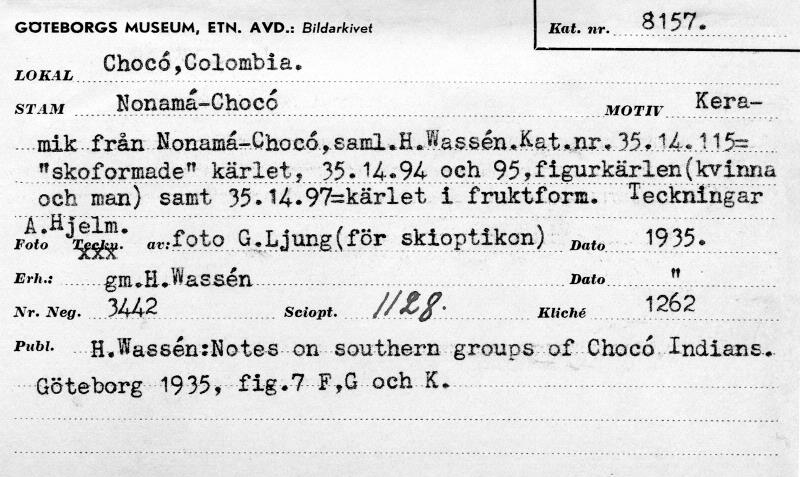 GÖTEBORGS MUSEUM, ETN. AVD.: Bildarkivet Kat. nr. 8157.
LOKAL Chocó,Colombia.
STAM Nonamá-Chocó MOTIV Kera-
mik från Nonamá-Chocó,saml.H.Wassén.Kat.nr.35.14.115=
"skoformade" kärlet, 35.14.94 och 95,figurkärlen(kvinna
och man) samt 35.14.97=kärlet i fruktform. Teckningar
A.Hjelm.
Foto Teckn. av: foto G.Ljung(för skioptikon) Dato 1935.
xxx
Erh.: gm.H.Wassén Dato "
Nr. Neg. 3442 Sciopt. 1128. Kliché 1262
Publ. H.Wassén:Notes on southern groups of Chocó Indians.
Göteborg 1935, fig.7 F,G och K.